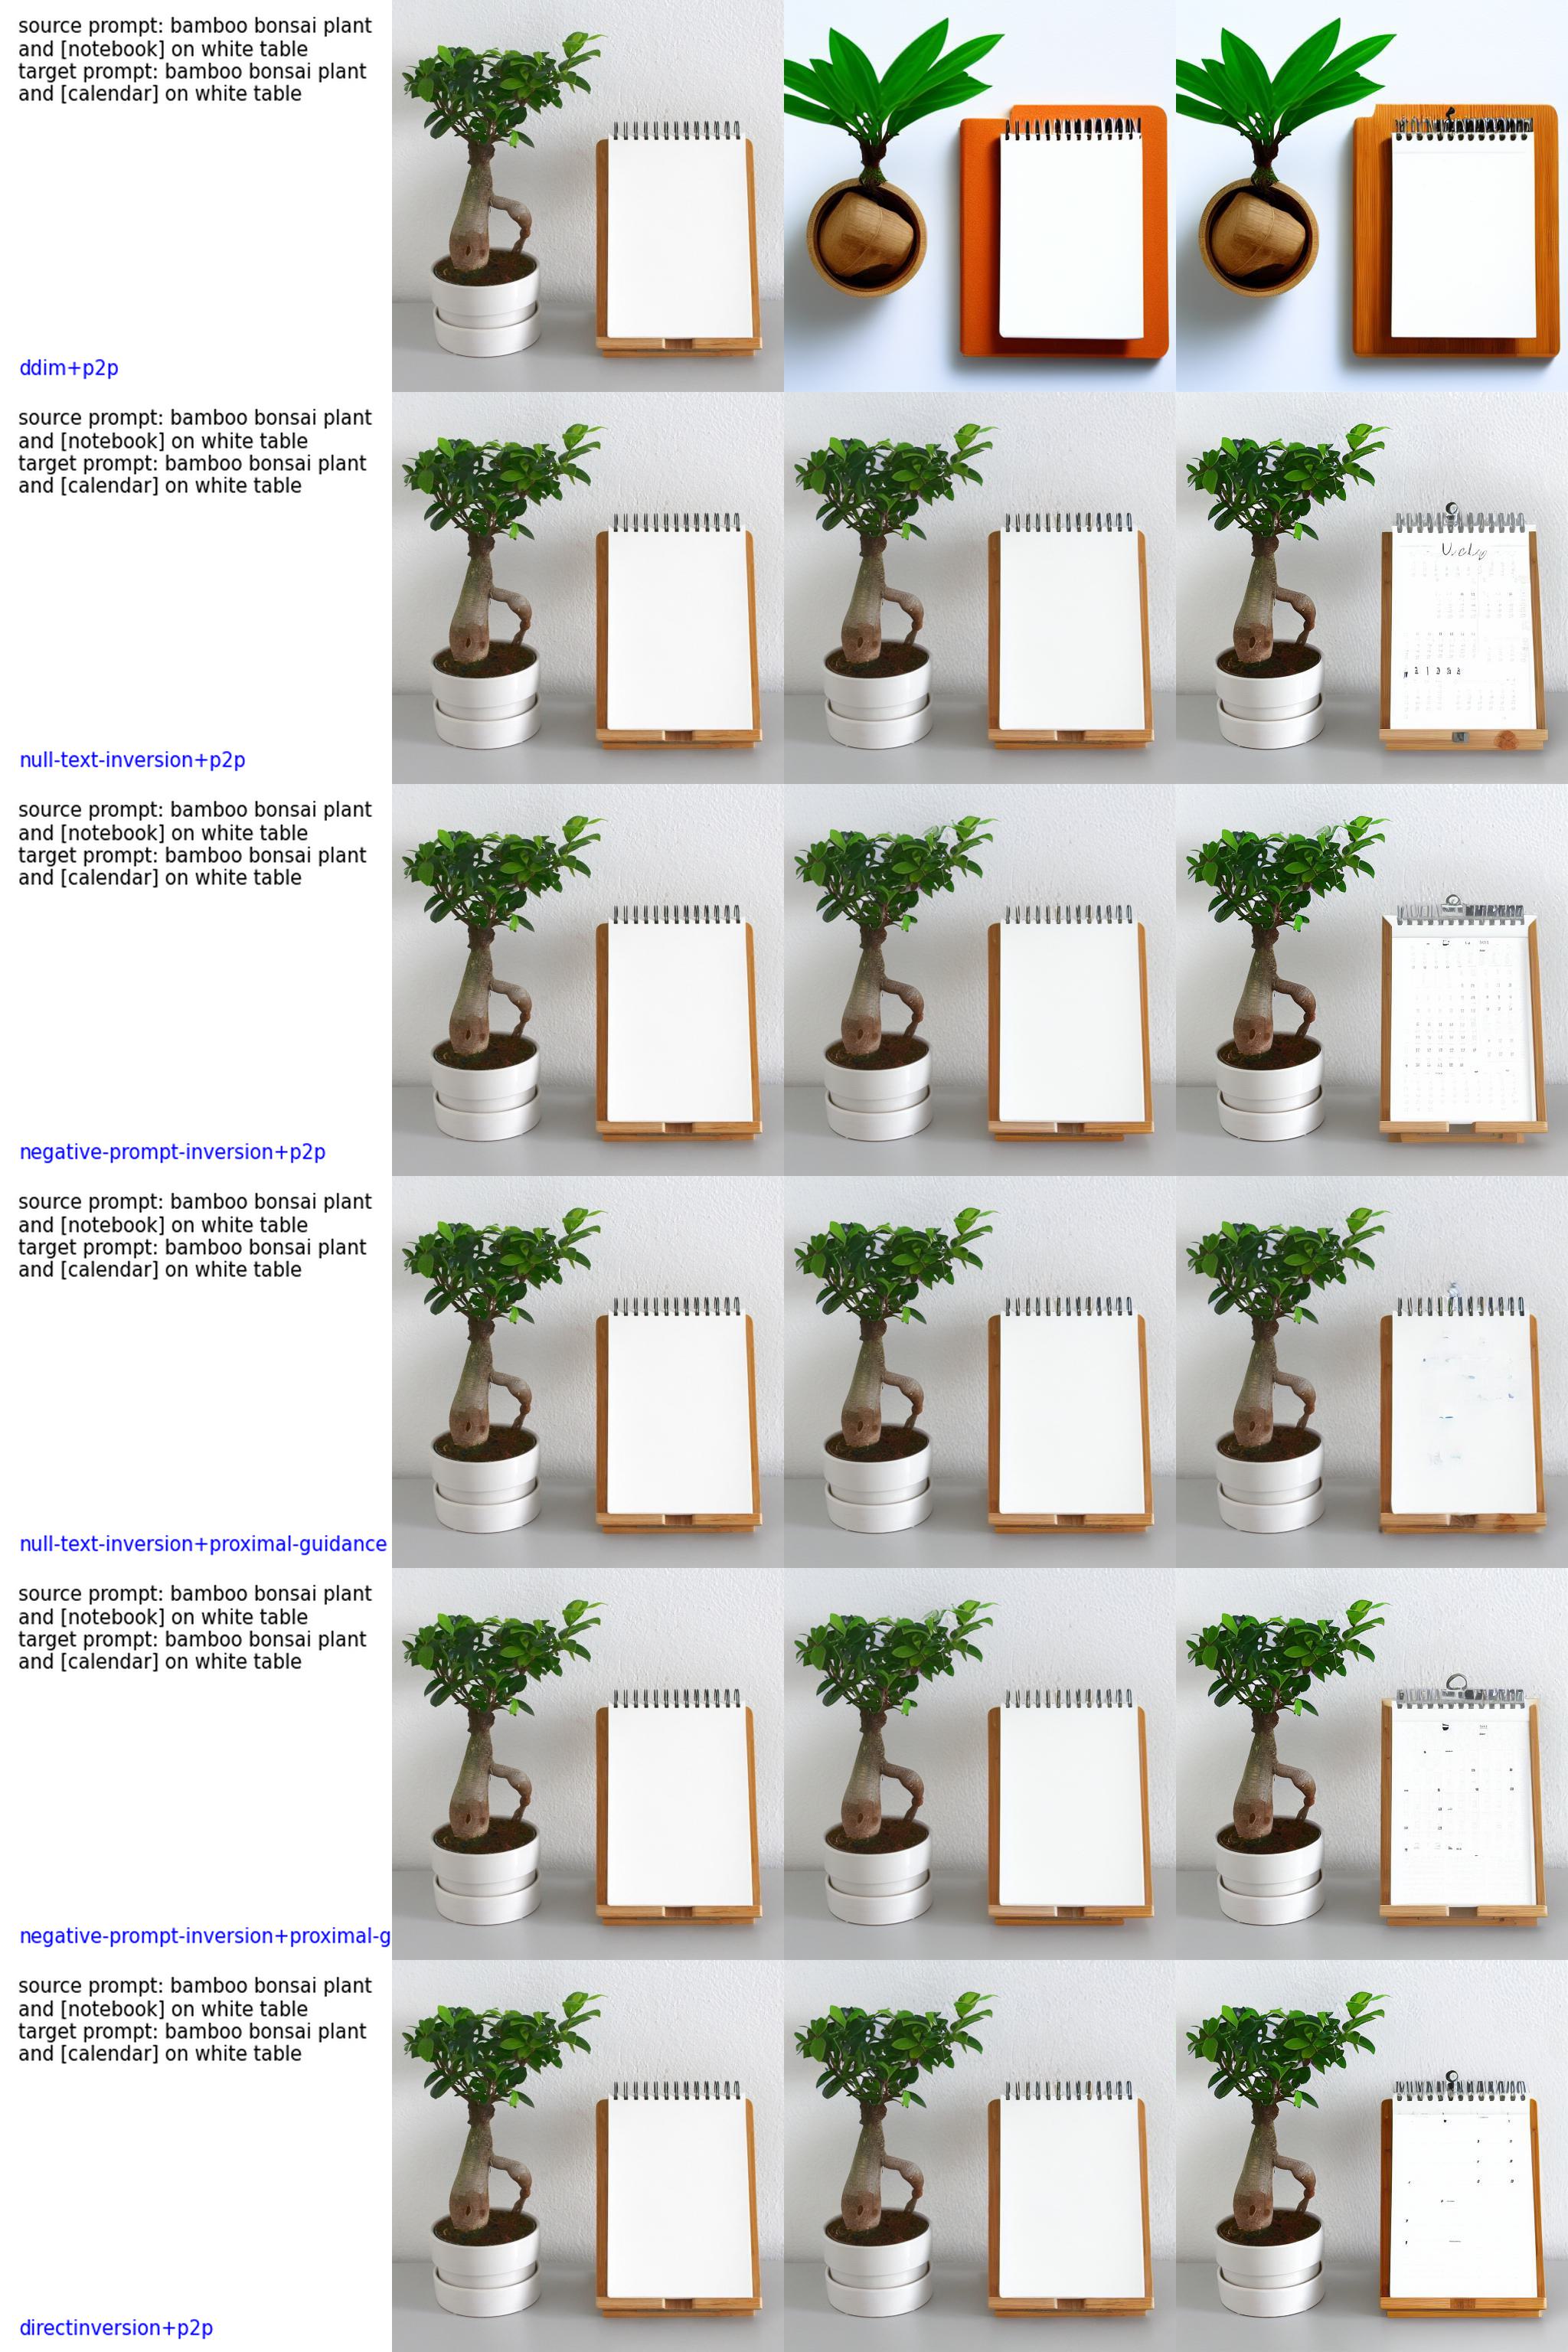 source prompt: bamboo bonsai plant
and [notebook] on white table
target prompt: bamboo bonsai plant
and [calendar] on white table
ddim+p2p
source prompt: bamboo bonsai plant
and [notebook] on white table
target prompt: bamboo bonsai plant
and [calendar] on white table
null-text-inversion+p2p
source prompt: bamboo bonsai plant
and [notebook] on white table
target prompt: bamboo bonsai plant
and [calendar] on white table
negative-prompt-inversion+p2p
source prompt: bamboo bonsai plant
and [notebook] on white table
target prompt: bamboo bonsai plant
and [calendar] on white table
null-text-inversion+proximal-guidance
source prompt: bamboo bonsai plant
and [notebook] on white table
target prompt: bamboo bonsai plant
and [calendar] on white table
negative-prompt-inversion+proximal-g
source prompt: bamboo bonsai plant
and [notebook] on white table
target prompt: bamboo bonsai plant
and [calendar] on white table
directinversion+p2p